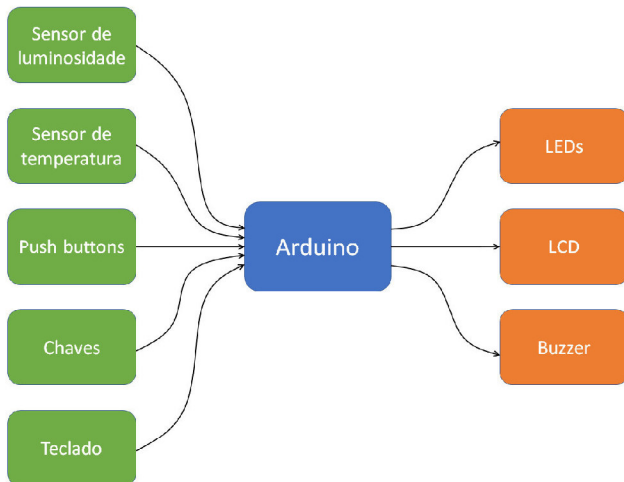 Sensor de
luminosidade
Sensor de
temperatura
Push buttons
Chaves
Teclado
Arduino
LEDs
LCD
Buzzer